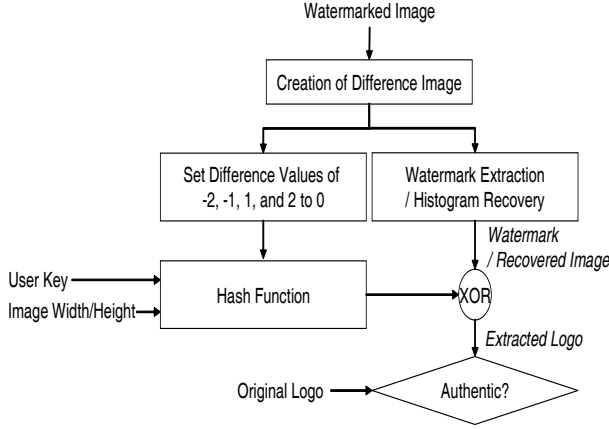 Watermarked Image
Creation of Difference Image
Set Difference Values of
-2, -1, 1, and 2 to 0
Watermark Extraction
/ Histogram Recovery
Watermark
/ Recovered Image
User Key
Image Width/Height
Hash Function
XOR
Extracted Logo
Original Logo
Authentic?